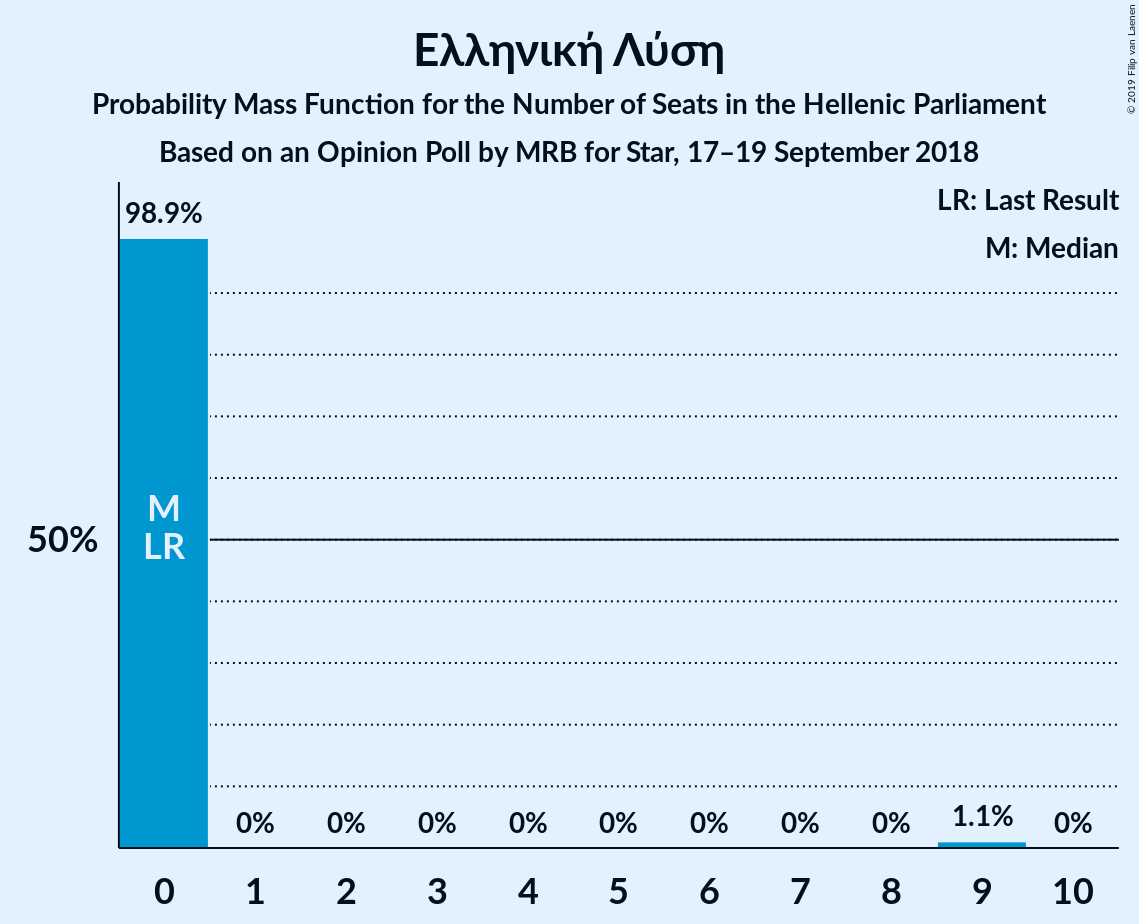 Ελληνική Λύση
Probability Mass Function for the Number of Seats in the Hellenic Parliament
Based on an Opinion Poll by MRB for Star, 17–19 September 2018
© 2019 Filip van Laenen
LR: Last Result
M: Median
98.9%
M
LR
50%
0% 0% 0% 0% 0% 0% 0% 0% 1.1% 0%
0 1 2 3 4 5 6 7 8 9 10